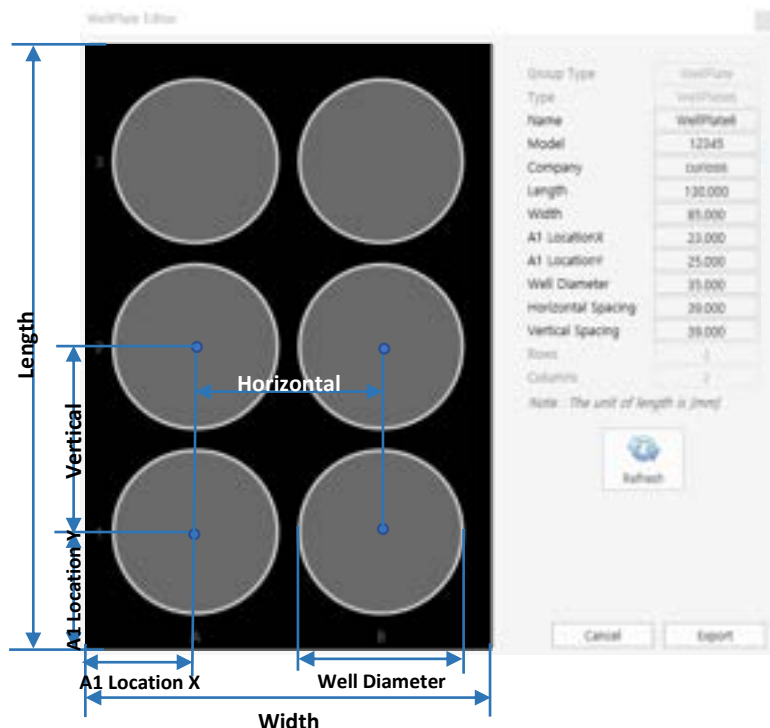 WellPlate Editor
Length
Vertical
A1 Location Y
Horizontal
A1 Location X
Well Diameter
Width
3
A
B
Group Type WellPlate
Type WellPlate6
Name WellPlate6
Model 12345
Company curiosis
Length 130.000
Width 85.000
A1 LocationX 23.000
A1 LocationY 25.000
Well Diameter 35.000
Horizontal Spacing 39.000
Vertical Spacing 39.000
Rows 3
Columns 2
Note : The unit of length is [mm]
Refresh
Cancel Export